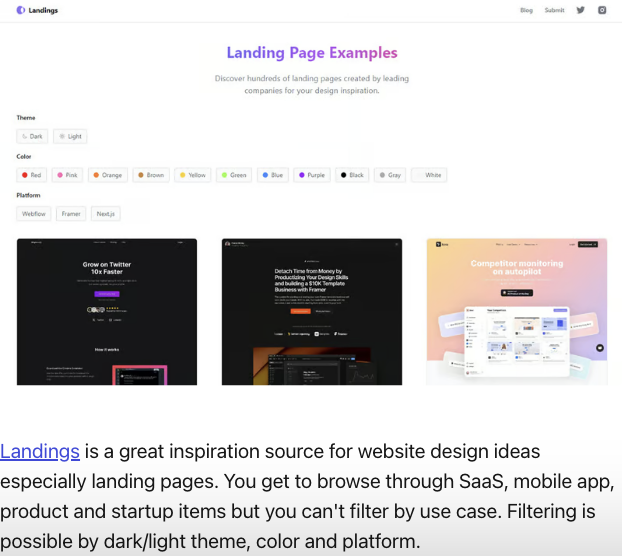 Landings
Blog Submit
Landing Page Examples
Discover hundreds of landing pages created by leading
companies for your design inspiration.
Theme
Dark Light
Color
Red Pink Orange Brown Yellow Green Blue Purple Black Gray White
Platform
Webflow Framer Next.js
Grow on Twitter
10x Faster
How it works
Detach Time from Money by
Productizing Your Design Skills
and building a $10K Template
Business with Framer
Competitor monitoring
on autopilot
Landings is a great inspiration source for website design ideas
especially landing pages. You get to browse through SaaS, mobile app,
product and startup items but you can't filter by use case. Filtering is
possible by dark/light theme, color and platform.